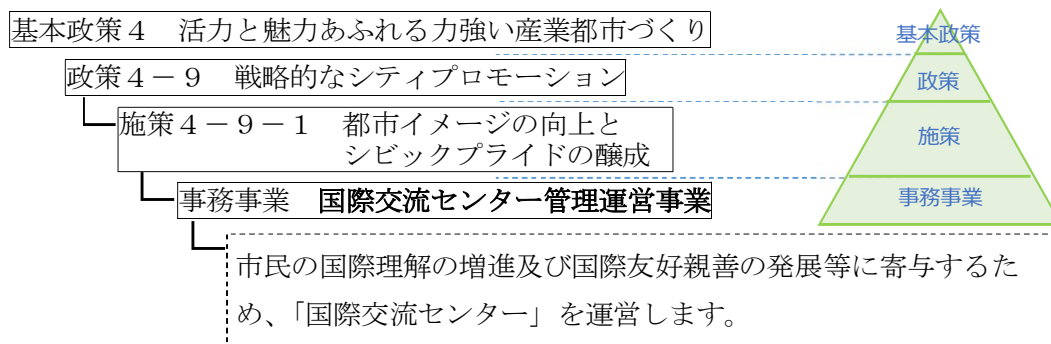 基本政策４　活力と魅力あふれる力強い産業都市づくり
政策４－９　戦略的なシティプロモーション
施策４－９－１　都市イメージの向上と
シビックプライドの醸成
事務事業　国際交流センター管理運営事業
市民の国際理解の増進及び国際友好親善の発展等に寄与するた
め、「国際交流センター」を運営します。
基本政策
政策
施策
事務事業